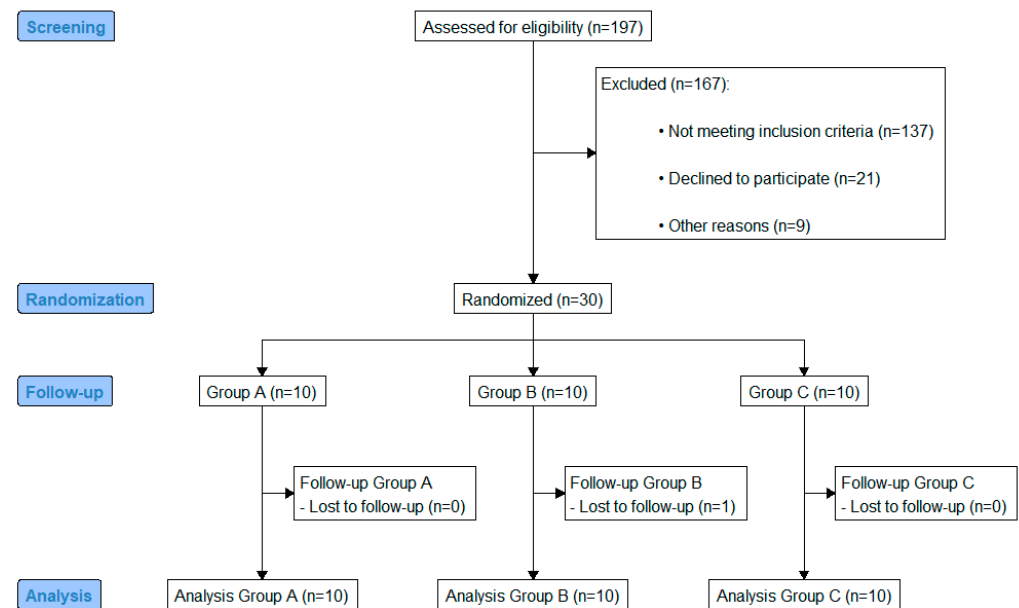 Screening
Assessed for eligibility (n=197)
Excluded (n=167):
• Not meeting inclusion criteria (n=137)
• Declined to participate (n=21)
• Other reasons (n=9)
Randomization
Randomized (n=30)
Follow-up
Group A (n=10)
Group B (n=10)
Group C (n=10)
Follow-up Group A
- Lost to follow-up (n=0)
Follow-up Group B
- Lost to follow-up (n=1)
Follow-up Group C
- Lost to follow-up (n=0)
Analysis
Analysis Group A (n=10)
Analysis Group B (n=10)
Analysis Group C (n=10)